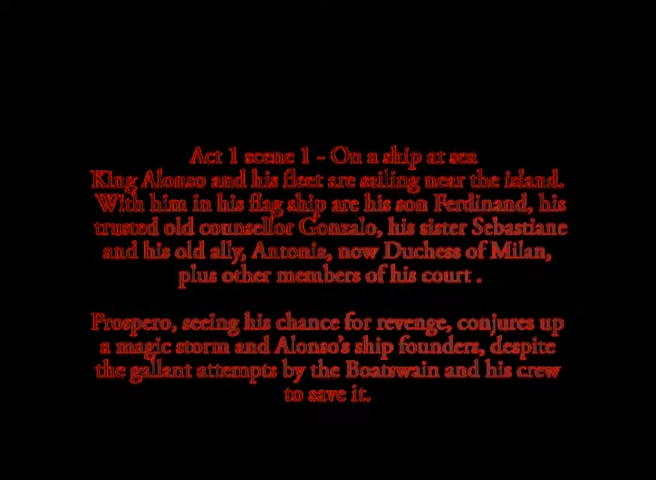 Act 1 scene 1 - On a ship at sea
King Alonso and his fleet are sailing near the island.
With him in his flag ship are his son Ferdinand, his
trusted old counsellor Gonzalo, his sister Sebastiane
and his old ally, Antonia, now Duchess of Milan,
plus other members of his court .
Prospero, seeing his chance for revenge, conjures up
a magic storm and Alonso's ship founders, despite
the gallant attempts by the Boatswain and his crew
to save it.